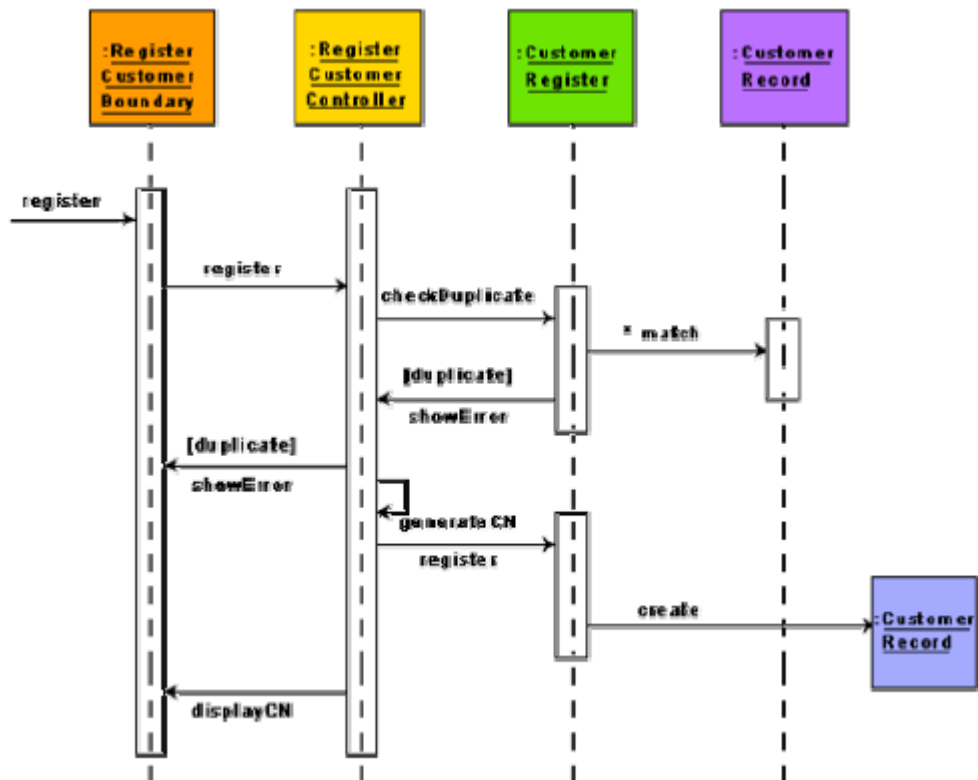 :Register
Customer
Boundary
:Register
Customer
Controller
:Customer
Register
:Customer
Record
register
register
checkDuplicate
* match
[duplicate]
showError
[duplicate]
showError
generateCN
register
create
:Customer
Record
displayCN